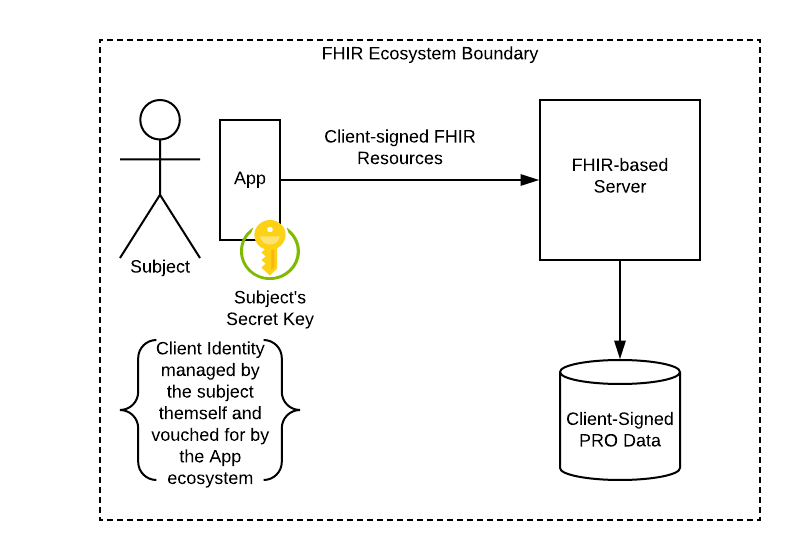 FHIR Ecosystem Boundary
Client-signed FHIR
Resources
FHIR-based
Server
App
Subject
Subject's
Secret Key
Client Identity
managed by
the subject
themself and
vouched for by
the App
ecosystem
Client-Signed
PRO Data